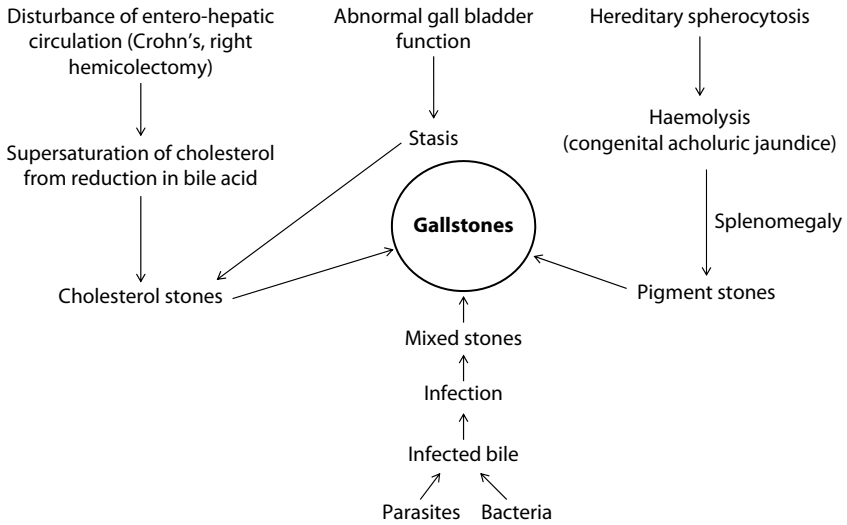 Disturbance of entero-hepatic
circulation (Crohn's, right
hemicolectomy)
Supersaturation of cholesterol
from reduction in bile acid
Cholesterol stones
Abnormal gall bladder
function
Stasis
Gallstones
Hereditary spherocytosis
Haemolysis
(congenital acholuric jaundice)
Splenomegaly
Pigment stones
Mixed stones
Infection
Infected bile
Parasites
Bacteria